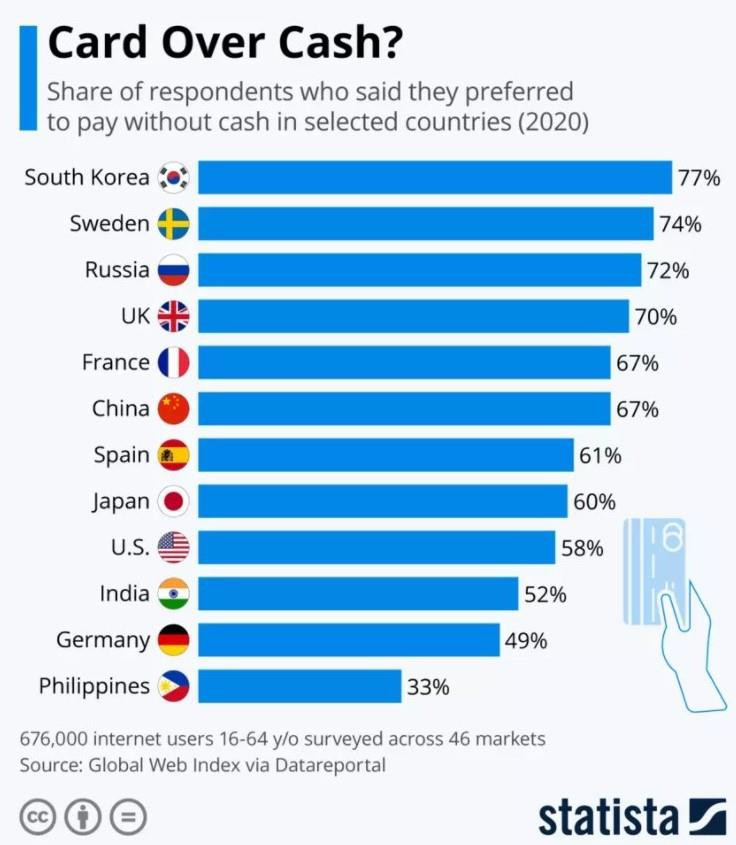 Card Over Cash?
Share of respondents who said they preferred
to pay without cash in selected countries (2020)
South Korea 77%
Sweden 74%
Russia 72%
UK 70%
France 67%
China 67%
Spain 61%
Japan 60%
U.S. 58%
India 52%
Germany 49%
Philippines 33%
676,000 internet users 16-64 y/o surveyed across 46 markets
Source: Global Web Index via Datareportal
cc
statista